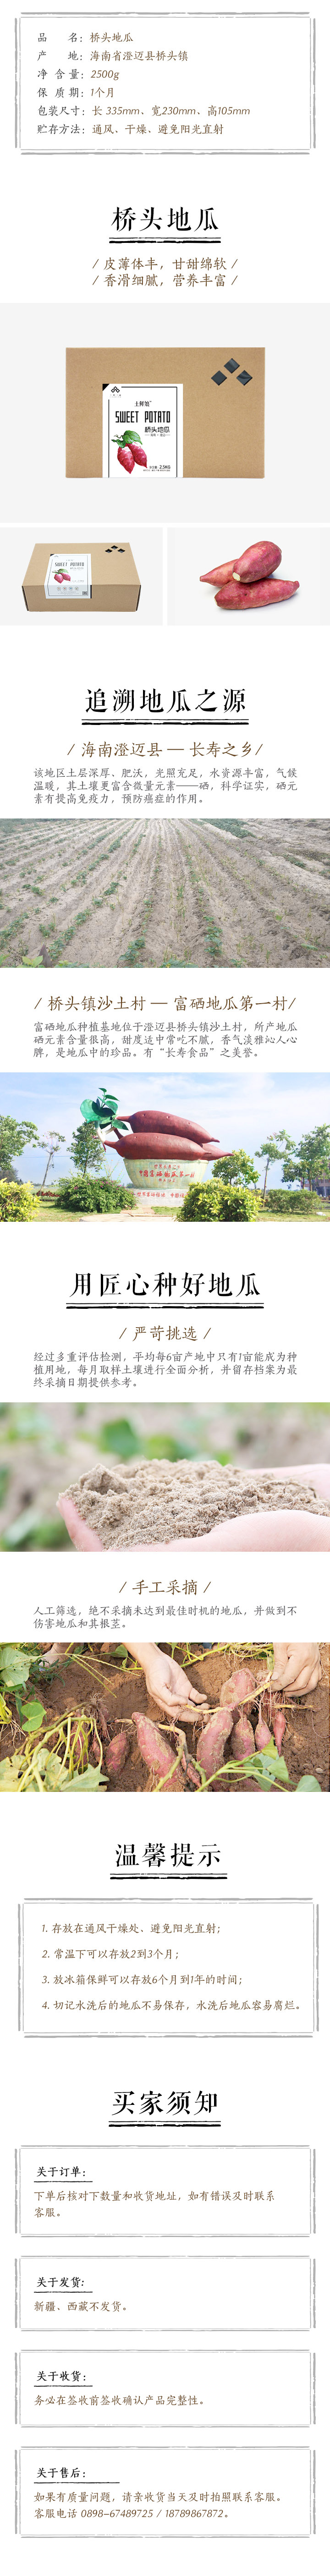 品 名：桥头地瓜
产 地：海南省澄迈县桥头镇
净 含 量：2500g
保 质 期：1个月
包装尺寸：长 335mm、宽230mm、高105mm
贮存方法：通风、干燥、避免阳光直射
桥头地瓜
/ 皮薄体丰，甘甜绵软 /
/ 香滑细腻，营养丰富 /
土鲜馆
SWEET POTATO
桥头地瓜
2.5KG
SWEET POTATO
追溯地瓜之源
/ 海南澄迈县 — 长寿之乡/
该地区土层深厚、肥沃，光照充足，水资源丰富，气候
温暖，其土壤更富含微量元素——硒，科学证实，硒元
素有提高免疫力，预防癌症的作用。
/ 桥头镇沙土村 — 富硒地瓜第一村/
富硒地瓜种植基地位于澄迈县桥头镇沙土村，所产地瓜
硒元素含量很高，甜度适中常吃不腻，香气淡雅沁人心
脾，是地瓜中的珍品。有“长寿食品”之美誉。
中国富硒地瓜第一村
用匠心种好地瓜
/ 严苛挑选 /
经过多重评估检测，平均每6亩产地中只有1亩能成为种
植用地，每月取样土壤进行全面分析，并留存档案为最
终采摘日期提供参考。
/ 手工采摘 /
人工筛选，绝不采摘未达到最佳时机的地瓜，并做到不
伤害地瓜和其根茎。
温馨提示
1. 存放在通风干燥处、避免阳光直射；
2. 常温下可以存放2到3个月；
3. 放冰箱保鲜可以存放6个月到1年的时间；
4. 切记水洗后的地瓜不易保存，水洗后地瓜容易腐烂。
买家须知
关于订单：
下单后核对下数量和收货地址，如有错误及时联系
客服。
关于发货：
新疆、西藏不发货。
关于收货：
务必在签收前签收确认产品完整性。
关于售后：
如果有质量问题，请亲收货当天及时拍照联系客服。
客服电话 0898-67489725 / 18789867872。